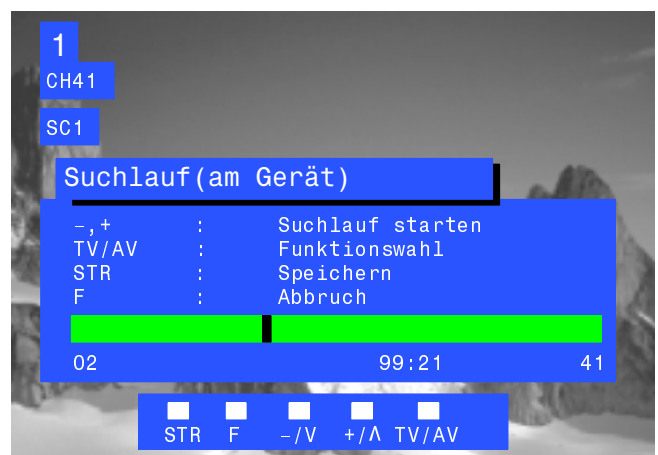 1
CH41
SC1
Suchlauf(am Gerät)
-,+ : Suchlauf starten
TV/AV : Funktionswahl
STR : Speichern
F : Abbruch
02 99:21 41
STR F -/V +/Λ TV/AV